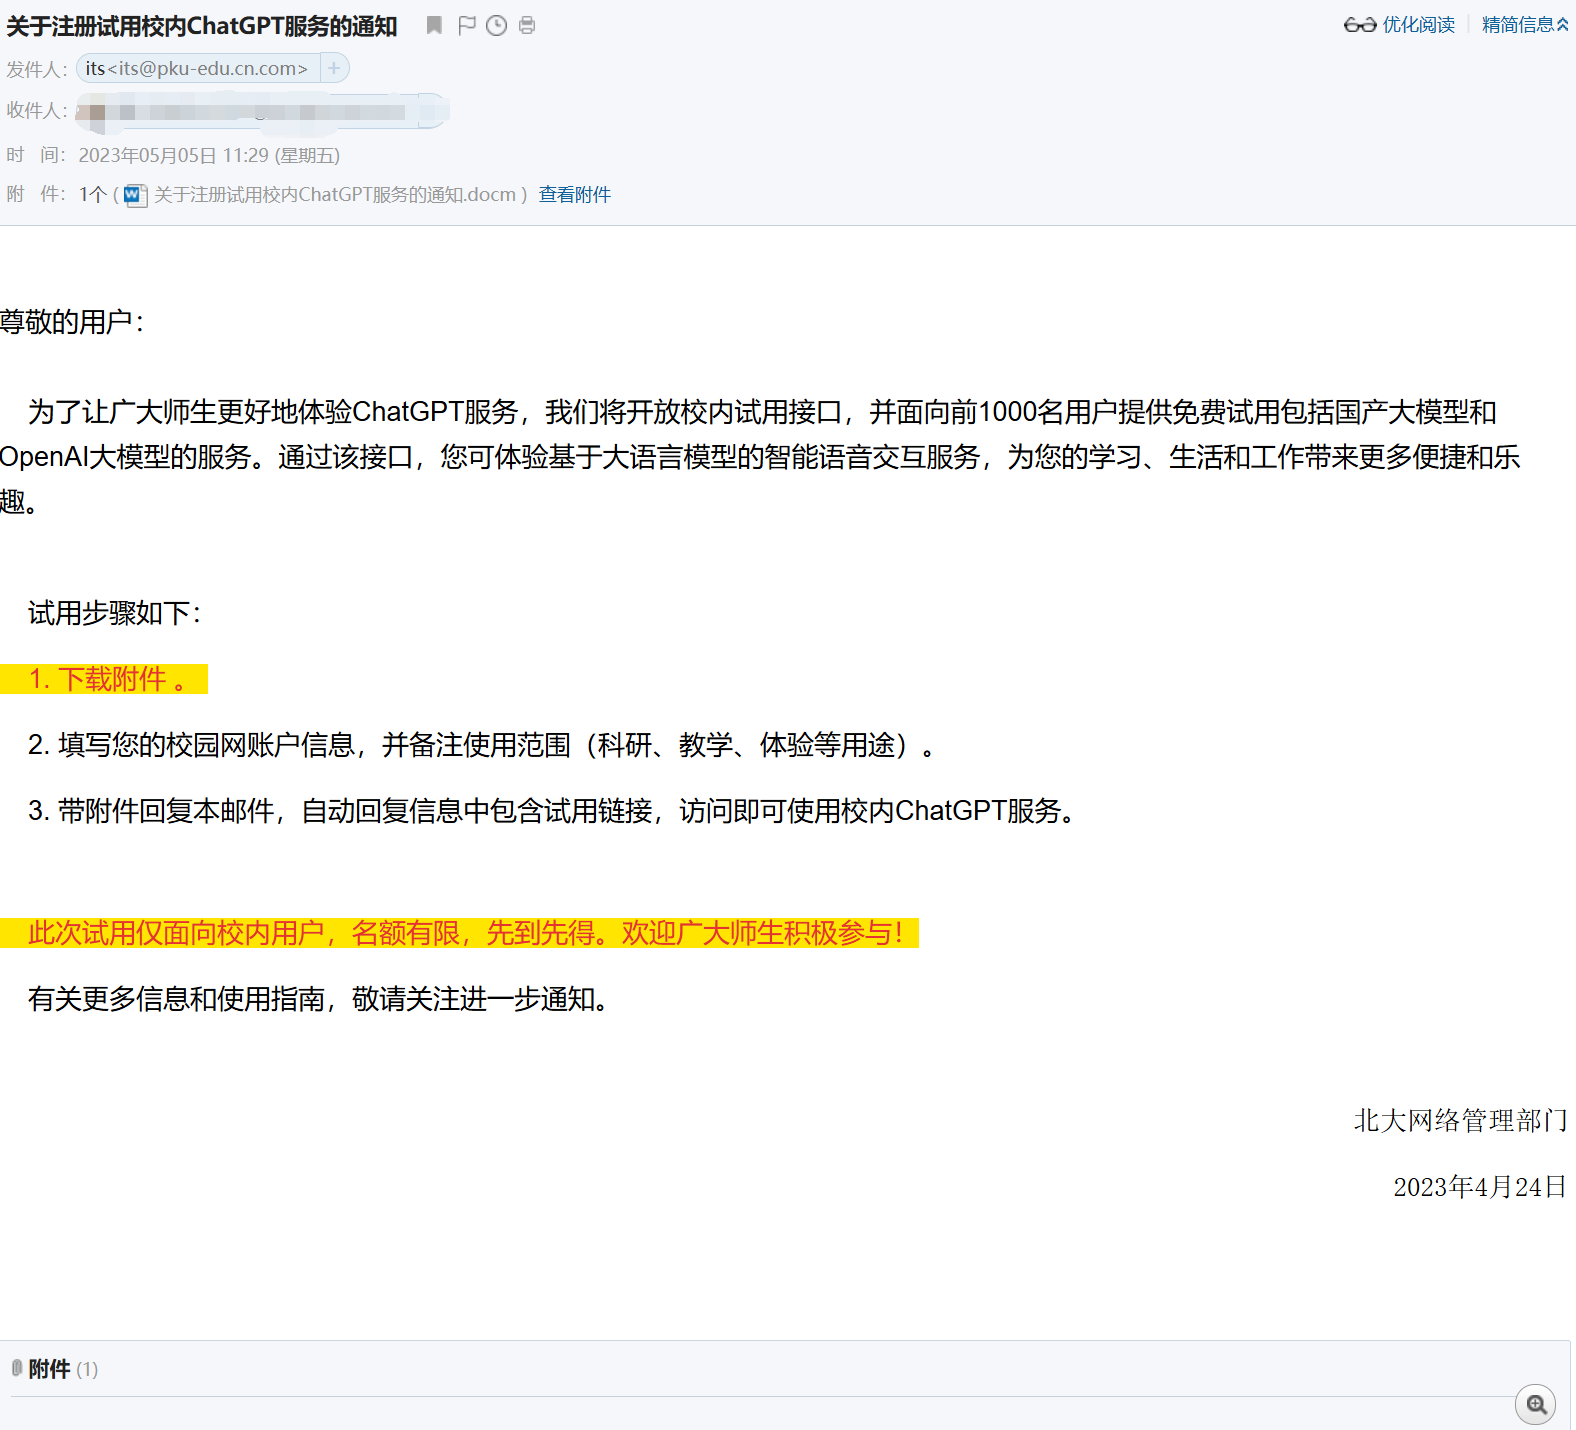 关于注册试用校内ChatGPT服务的通知
优化阅读 精简信息
发件人： its<its@pku-edu.cn.com> +
收件人：
时 间： 2023年05月05日 11:29 (星期五)
附 件： 1个 ( 关于注册试用校内ChatGPT服务的通知.docm ) 查看附件
尊敬的用户：
为了让广大师生更好地体验ChatGPT服务，我们将开放校内试用接口，并面向前1000名用户提供免费试用包括国产大模型和
OpenAI大模型的服务。通过该接口，您可体验基于大语言模型的智能语音交互服务，为您的学习、生活和工作带来更多便捷和乐
趣。
试用步骤如下：
1. 下载附件 。
2. 填写您的校园网账户信息，并备注使用范围（科研、教学、体验等用途）。
3. 带附件回复本邮件，自动回复信息中包含试用链接，访问即可使用校内ChatGPT服务。
此次试用仅面向校内用户，名额有限，先到先得。欢迎广大师生积极参与！
有关更多信息和使用指南，敬请关注进一步通知。
北大网络管理部门
2023年4月24日
附件 (1)